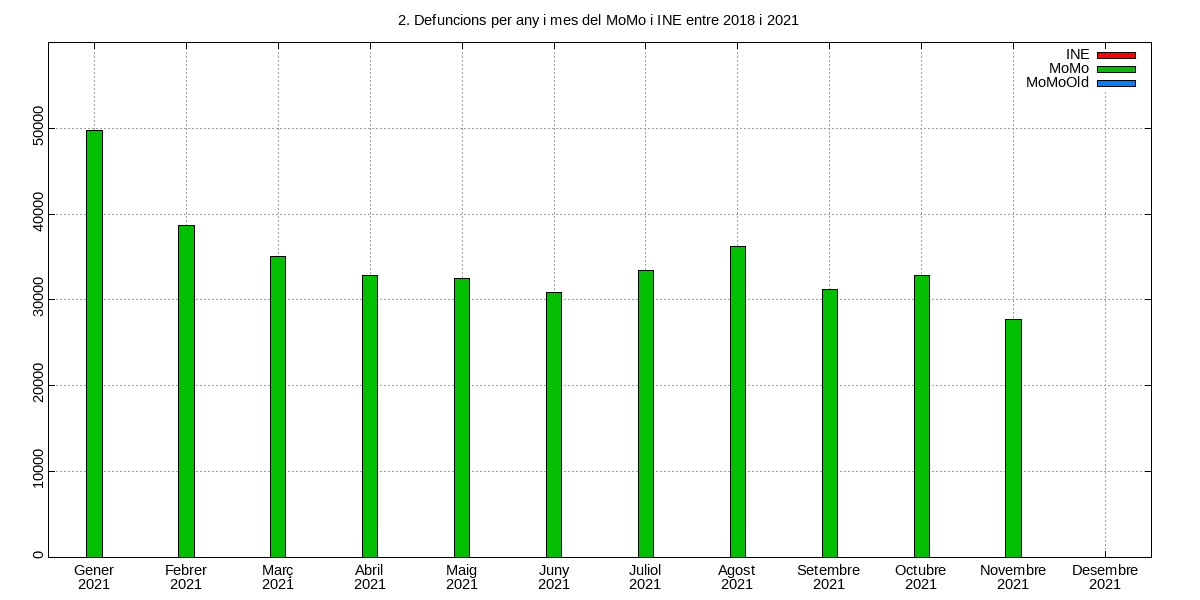 2. Defuncions per any i mes del MoMo i INE entre 2018 i 2021
INE
MoMo
MoMoOld
50000
40000
30000
20000
10000
0
Gener Febrer Març Abril Maig Juny Juliol Agost Setembre Octubre Novembre Desembre
2021 2021 2021 2021 2021 2021 2021 2021 2021 2021 2021 2021